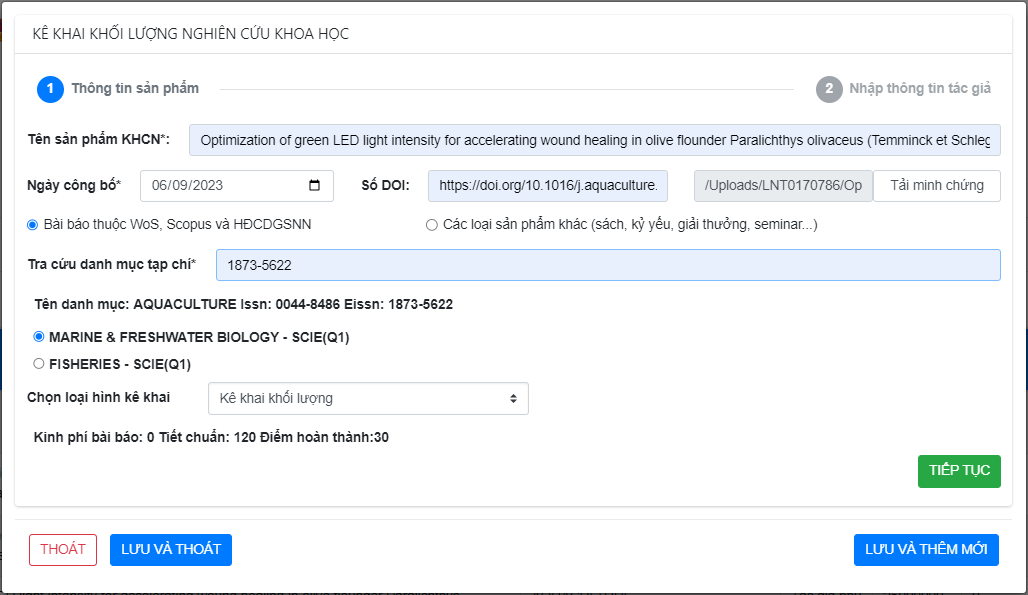 KÊ KHAI KHỐI LƯỢNG NGHIÊN CỨU KHOA HỌC
1 Thông tin sản phẩm 2 Nhập thông tin tác giả
Tên sản phẩm KHCN*: Optimization of green LED light intensity for accelerating wound healing in olive flounder Paralichthys olivaceus (Temminck et Schleg
Ngày công bố* 06/09/2023 Số DOI: https://doi.org/10.1016/j.aquaculture. /Uploads/LNT0170786/Op Tải minh chứng
Bài báo thuộc WoS, Scopus và HĐCDGSNN Các loại sản phẩm khác (sách, kỷ yếu, giải thưởng, seminar...)
Tra cứu danh mục tạp chí* 1873-5622
Tên danh mục: AQUACULTURE Issn: 0044-8486 Eissn: 1873-5622
MARINE & FRESHWATER BIOLOGY - SCIE(Q1)
FISHERIES - SCIE(Q1)
Chọn loại hình kê khai Kê khai khối lượng
Kinh phí bài báo: 0 Tiết chuẩn: 120 Điểm hoàn thành:30
TIẾP TỤC
THOÁT LƯU VÀ THOÁT LƯU VÀ THÊM MỚI